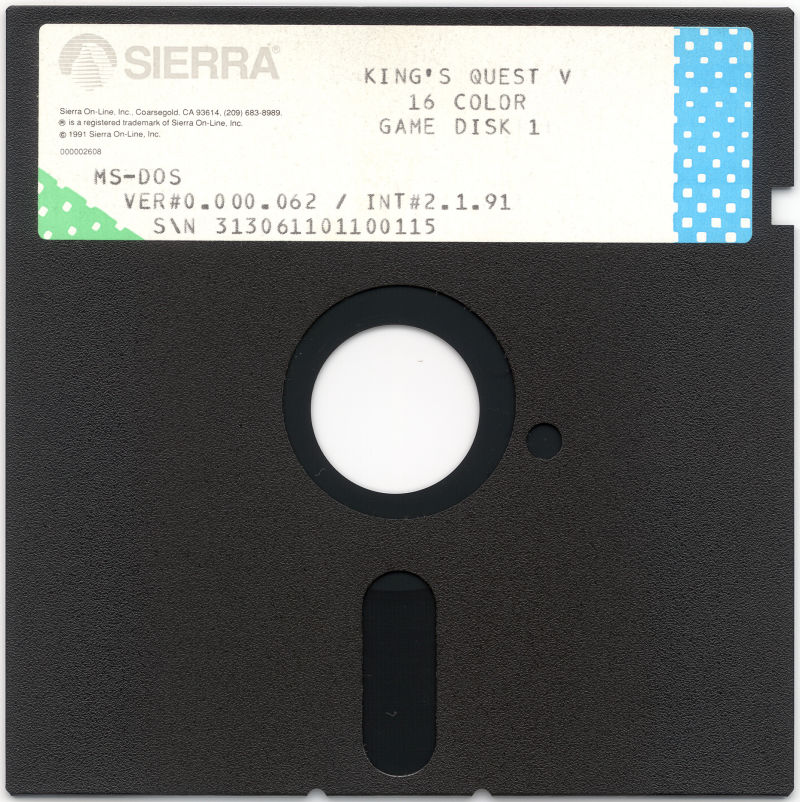 SIERRA®
KING'S QUEST V
16 COLOR
GAME DISK 1
Sierra On-Line, Inc., Coarsegold, CA 93614, (209) 683-8989.
® is a registered trademark of Sierra On-Line, Inc.
© 1991 Sierra On-Line, Inc.
000002608
MS-DOS
VER#0.000.062 / INT#2.1.91
S\N 313061101100115